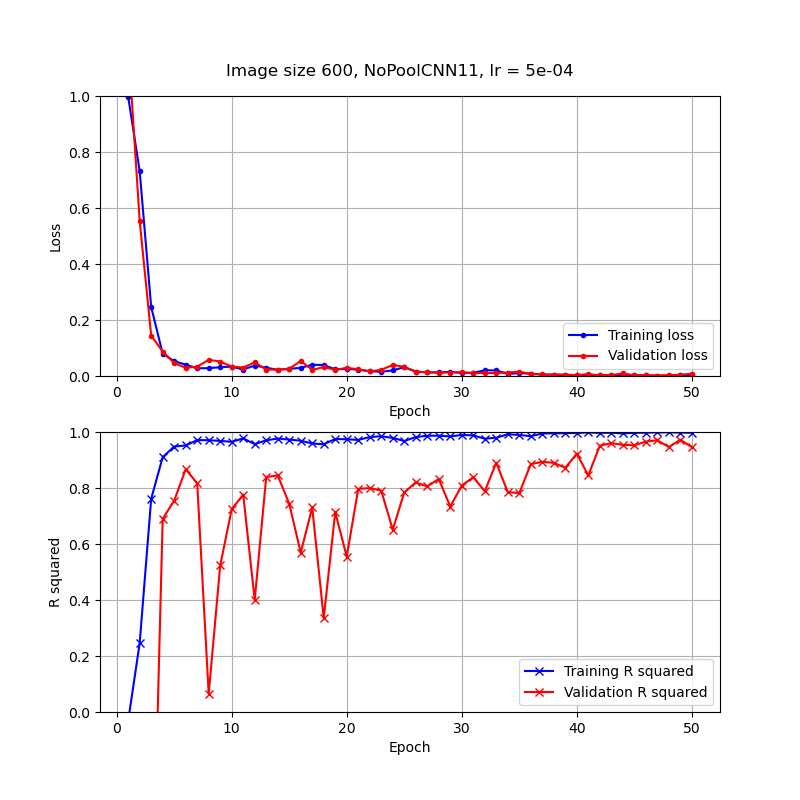 Image size 600, NoPoolCNN11, lr = 5e-04
1.0
0.8
0.6
0.4
0.2
0.0
Loss
Training loss
Validation loss
0 10 20 30 40 50
Epoch
1.0
0.8
0.6
0.4
0.2
0.0
R squared
Training R squared
Validation R squared
0 10 20 30 40 50
Epoch